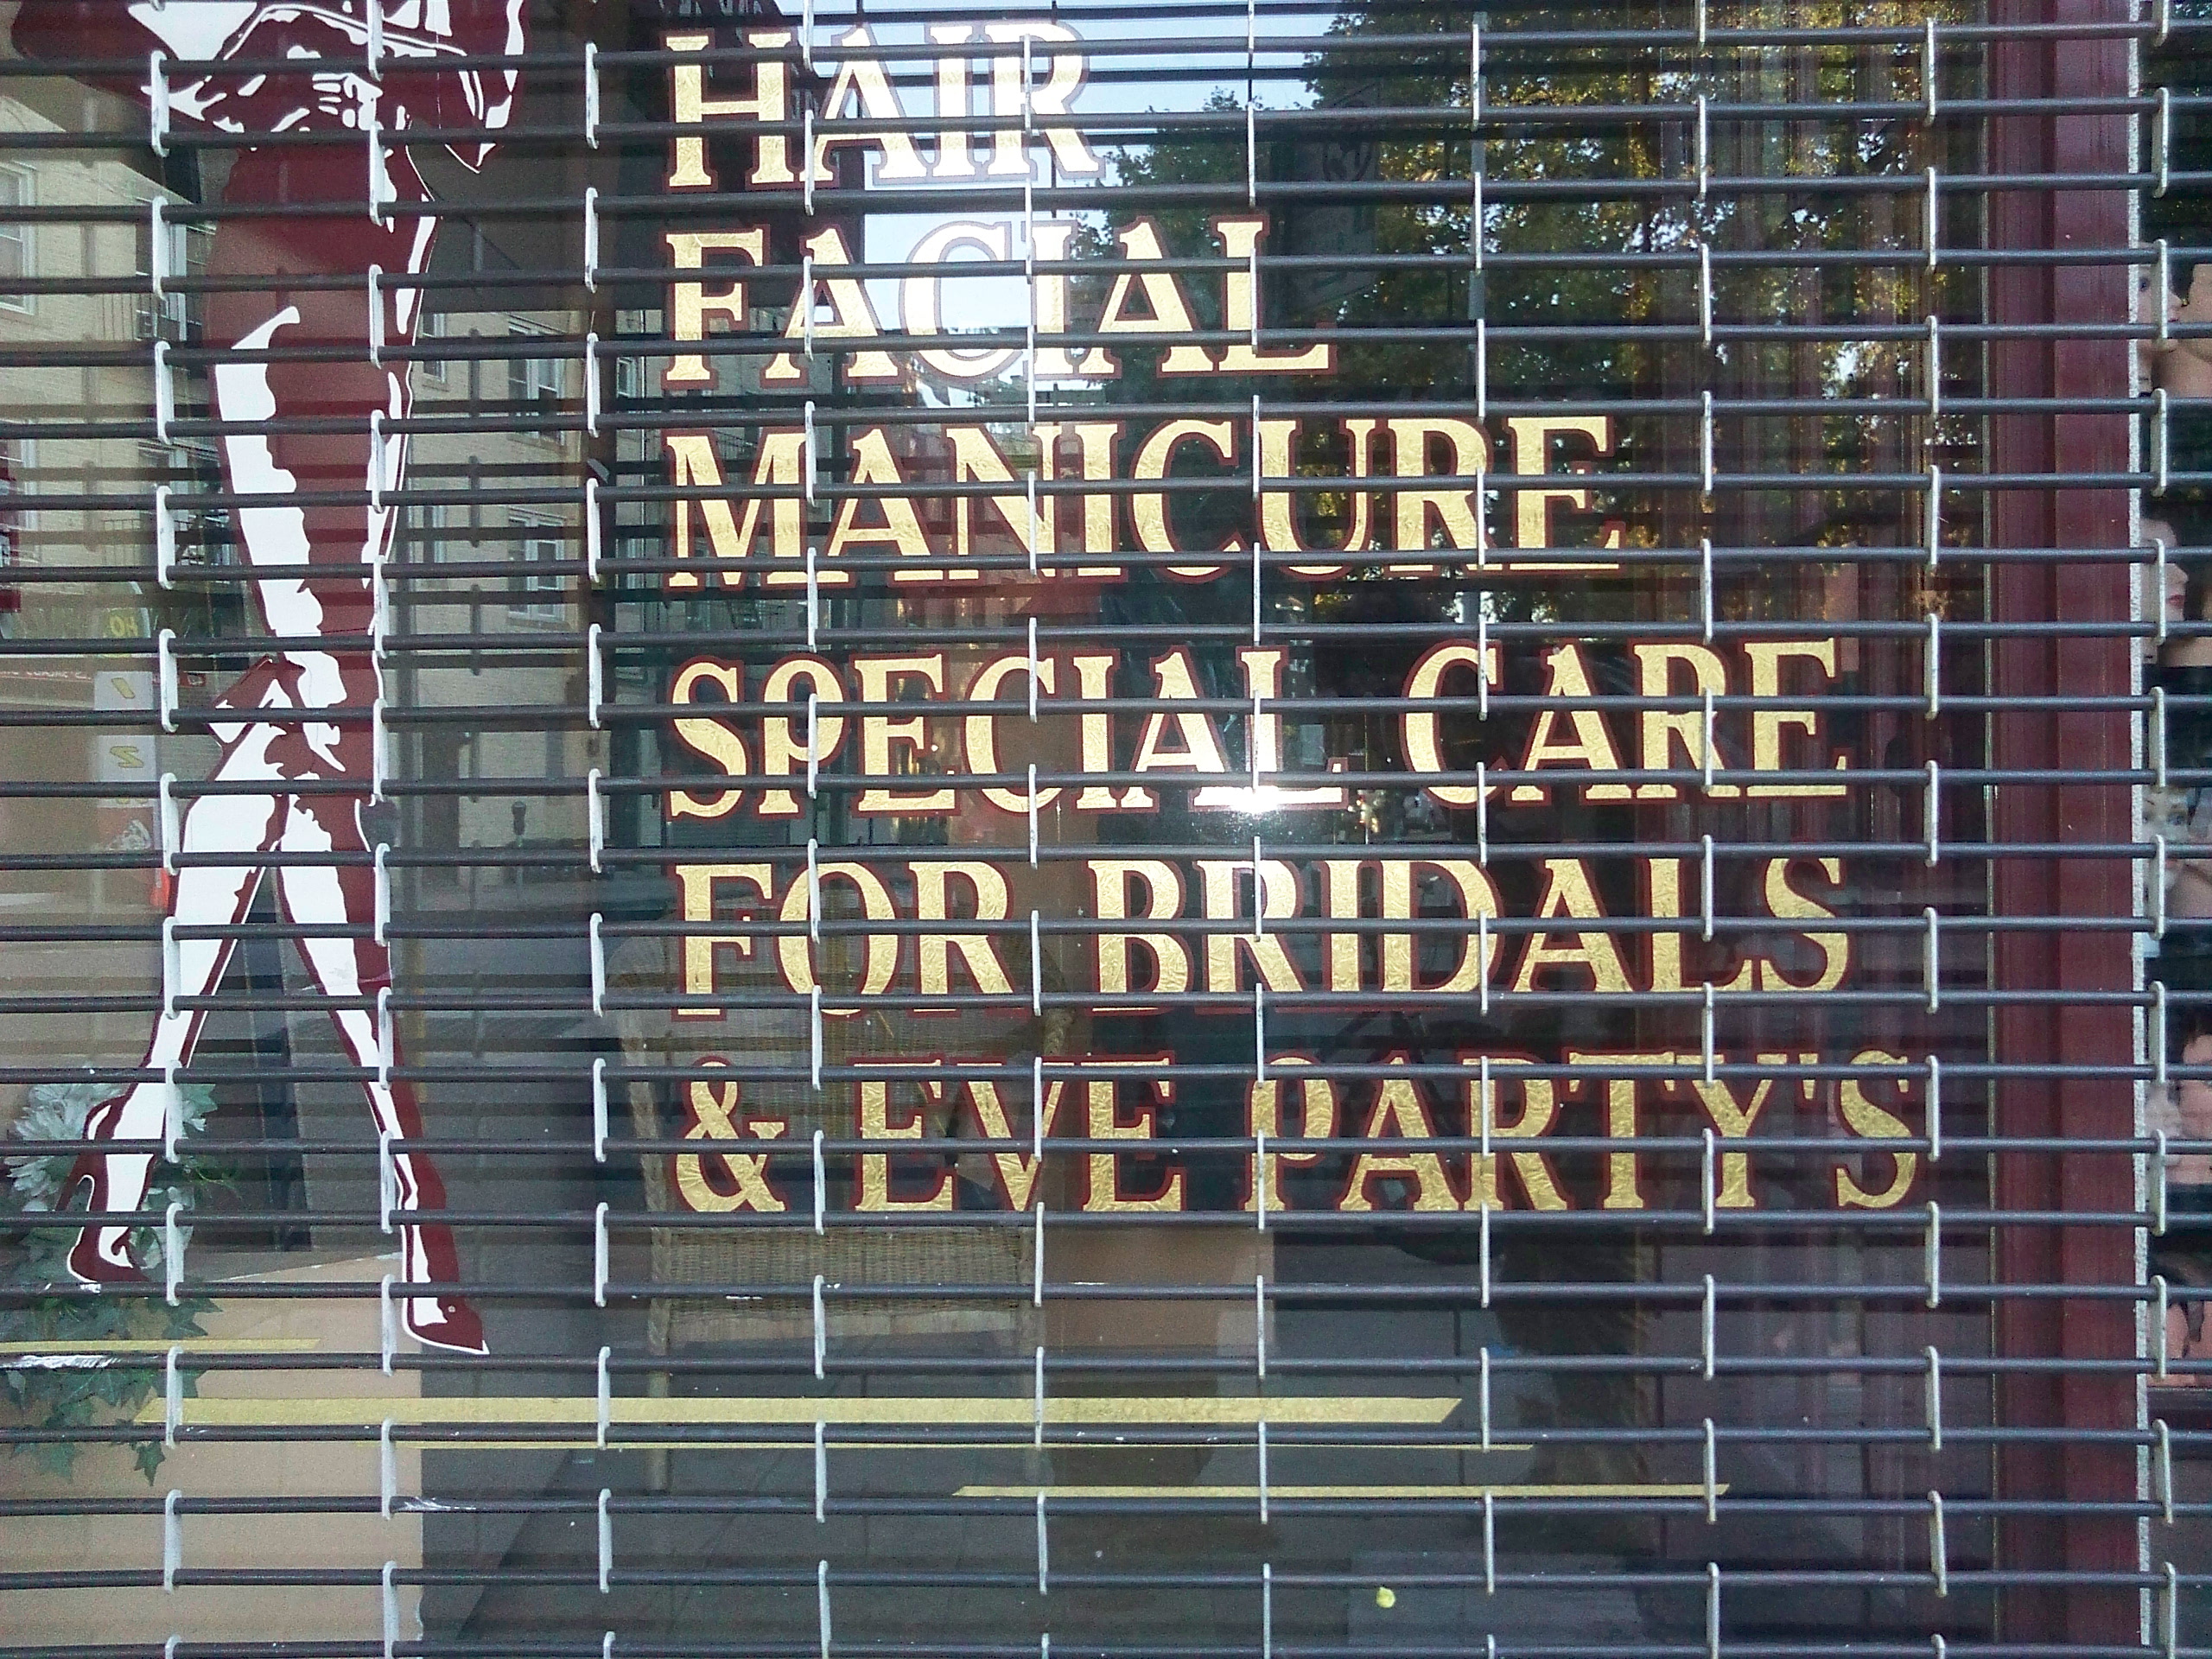 HAIR
FACIAL
MANICURE
SPECIAL CARE
FOR BRIDALS
& EVE PARTY'S